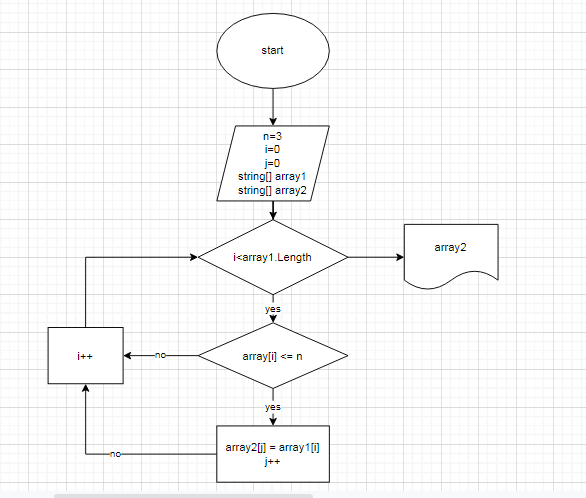 start
n=3
i=0
j=0
string[] array1
string[] array2
i<array1.Length
array2
yes
i++
no
array[i] <= n
yes
array2[j] = array1[i]
j++
no